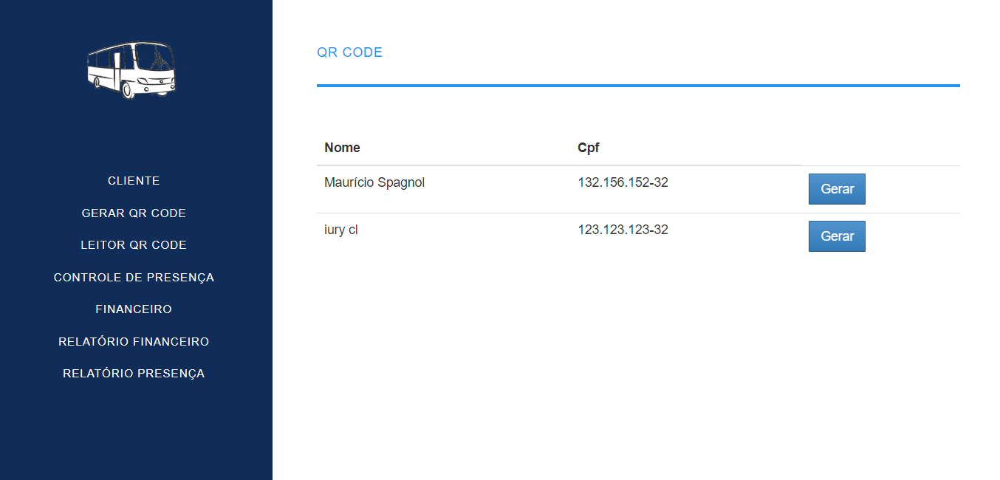 CLIENTE
GERAR QR CODE
LEITOR QR CODE
CONTROLE DE PRESENÇA
FINANCEIRO
RELATÓRIO FINANCEIRO
RELATÓRIO PRESENÇA
QR CODE
Nome Cpf
Maurício Spagnol 132.156.152-32 Gerar
iury cl 123.123.123-32 Gerar